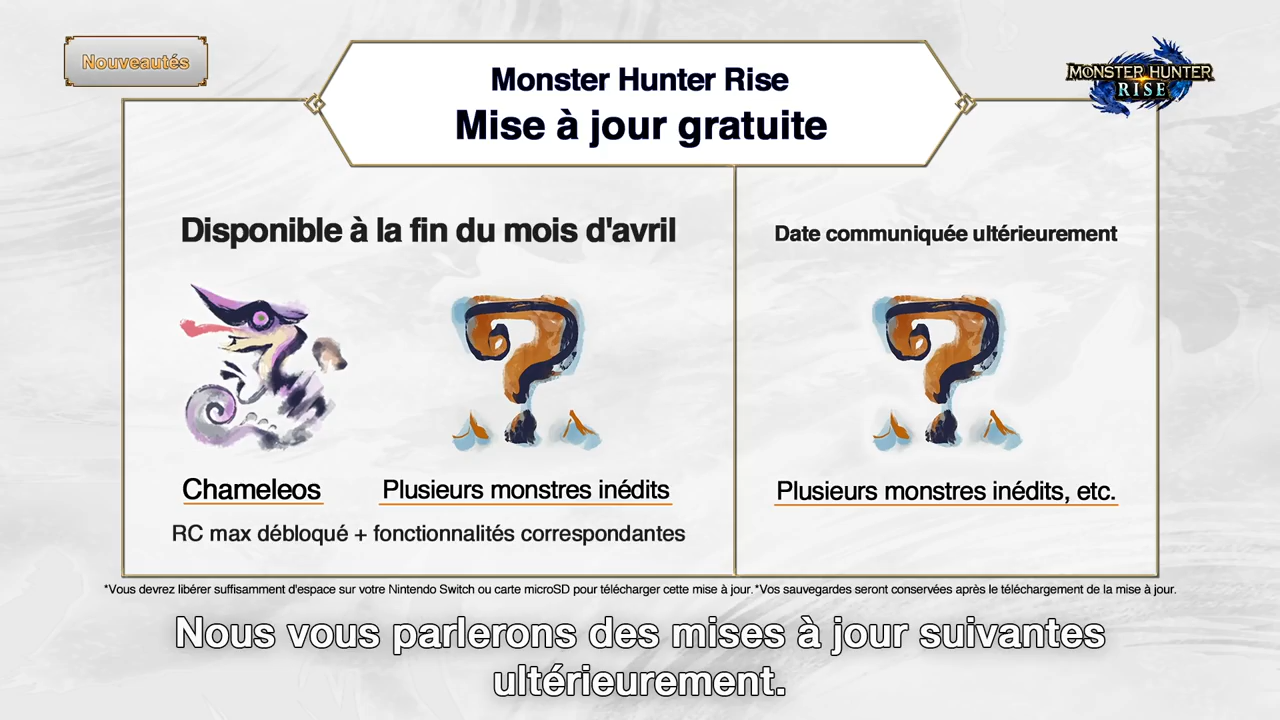 Nouveautés
Monster Hunter Rise
Mise à jour gratuite
MONSTER HUNTER
RISE
Disponible à la fin du mois d'avril
Date communiquée ultérieurement
Chameleos
Plusieurs monstres inédits
Plusieurs monstres inédits, etc.
RC max débloqué + fonctionnalités correspondantes
*Vous devrez libérer suffisamment d'espace sur votre Nintendo Switch ou carte microSD pour télécharger cette mise à jour. *Vos sauvegardes seront conservées après le téléchargement de la mise à jour.
Nous vous parlerons des mises à jour suivantes
ultérieurement.